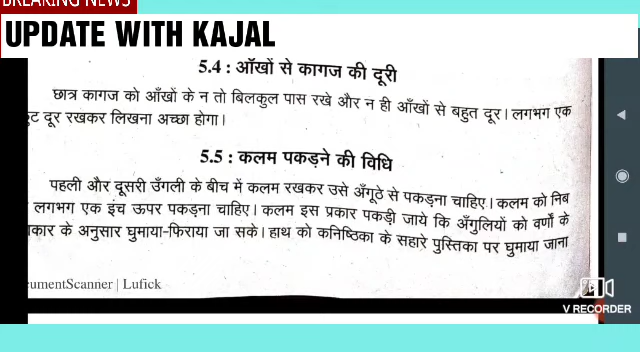 BREAKING NEWS
UPDATE WITH KAJAL
5.4 : आँखों से कागज की दूरी
छात्र कागज को आँखों के न तो बिलकुल पास रखे और न ही आँखों से बहुत दूर। लगभग एक
दूर रखकर लिखना अच्छा होगा।
5.5 : कलम पकड़ने की विधि
पहली और दूसरी उँगली के बीच में कलम रखकर उसे अँगूठे से पकड़ना चाहिए। कलम को निब
लगभग एक इंच ऊपर पकड़ना चाहिए। कलम इस प्रकार पकड़ी जाये कि अँगुलियों को वर्णों के
के अनुसार घुमाया-फिराया जा सके। हाथ को कनिष्ठिका के सहारे पुस्तिका पर घुमाया जाना
umentScanner | Lufick
V RECORDER